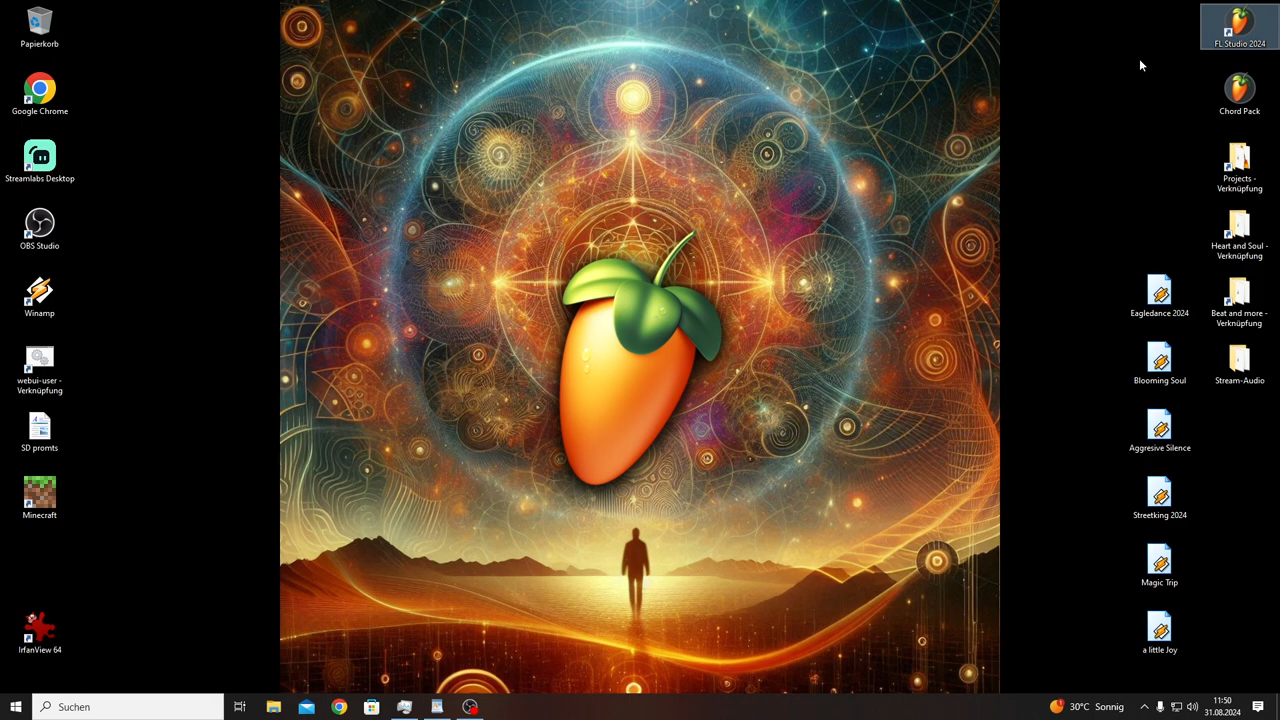 Papierkorb
Google Chrome
Streamlabs Desktop
OBS Studio
Winamp
webui-user -
Verknüpfung
SD promts
Minecraft
IrfanView 64
Eagledance 2024
Blooming Soul
Aggresive Silence
Streetking 2024
Magic Trip
a little Joy
FL Studio 2024
Chord Pack
Projects -
Verknüpfung
Heart and Soul -
Verknüpfung
Beat and more -
Verknüpfung
Stream-Audio
Suchen
30°C Sonnig
11:50
31.08.2024